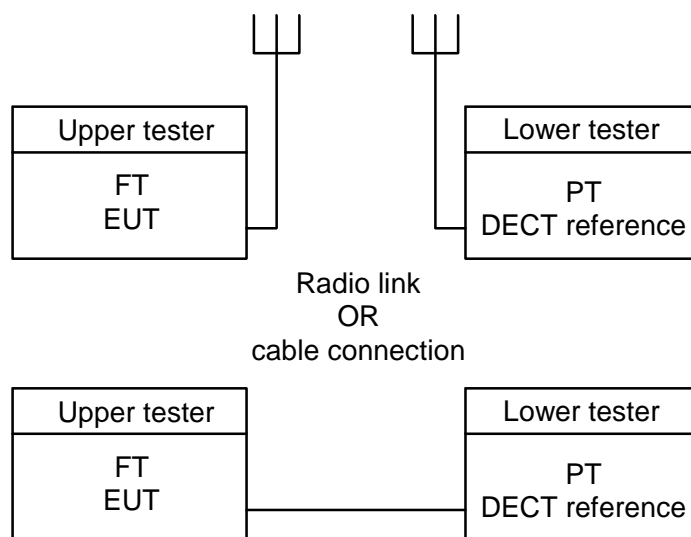 Upper tester
FT
EUT
Lower tester
PT
DECT reference
Radio link
OR
cable connection
Upper tester
FT
EUT
Lower tester
PT
DECT reference